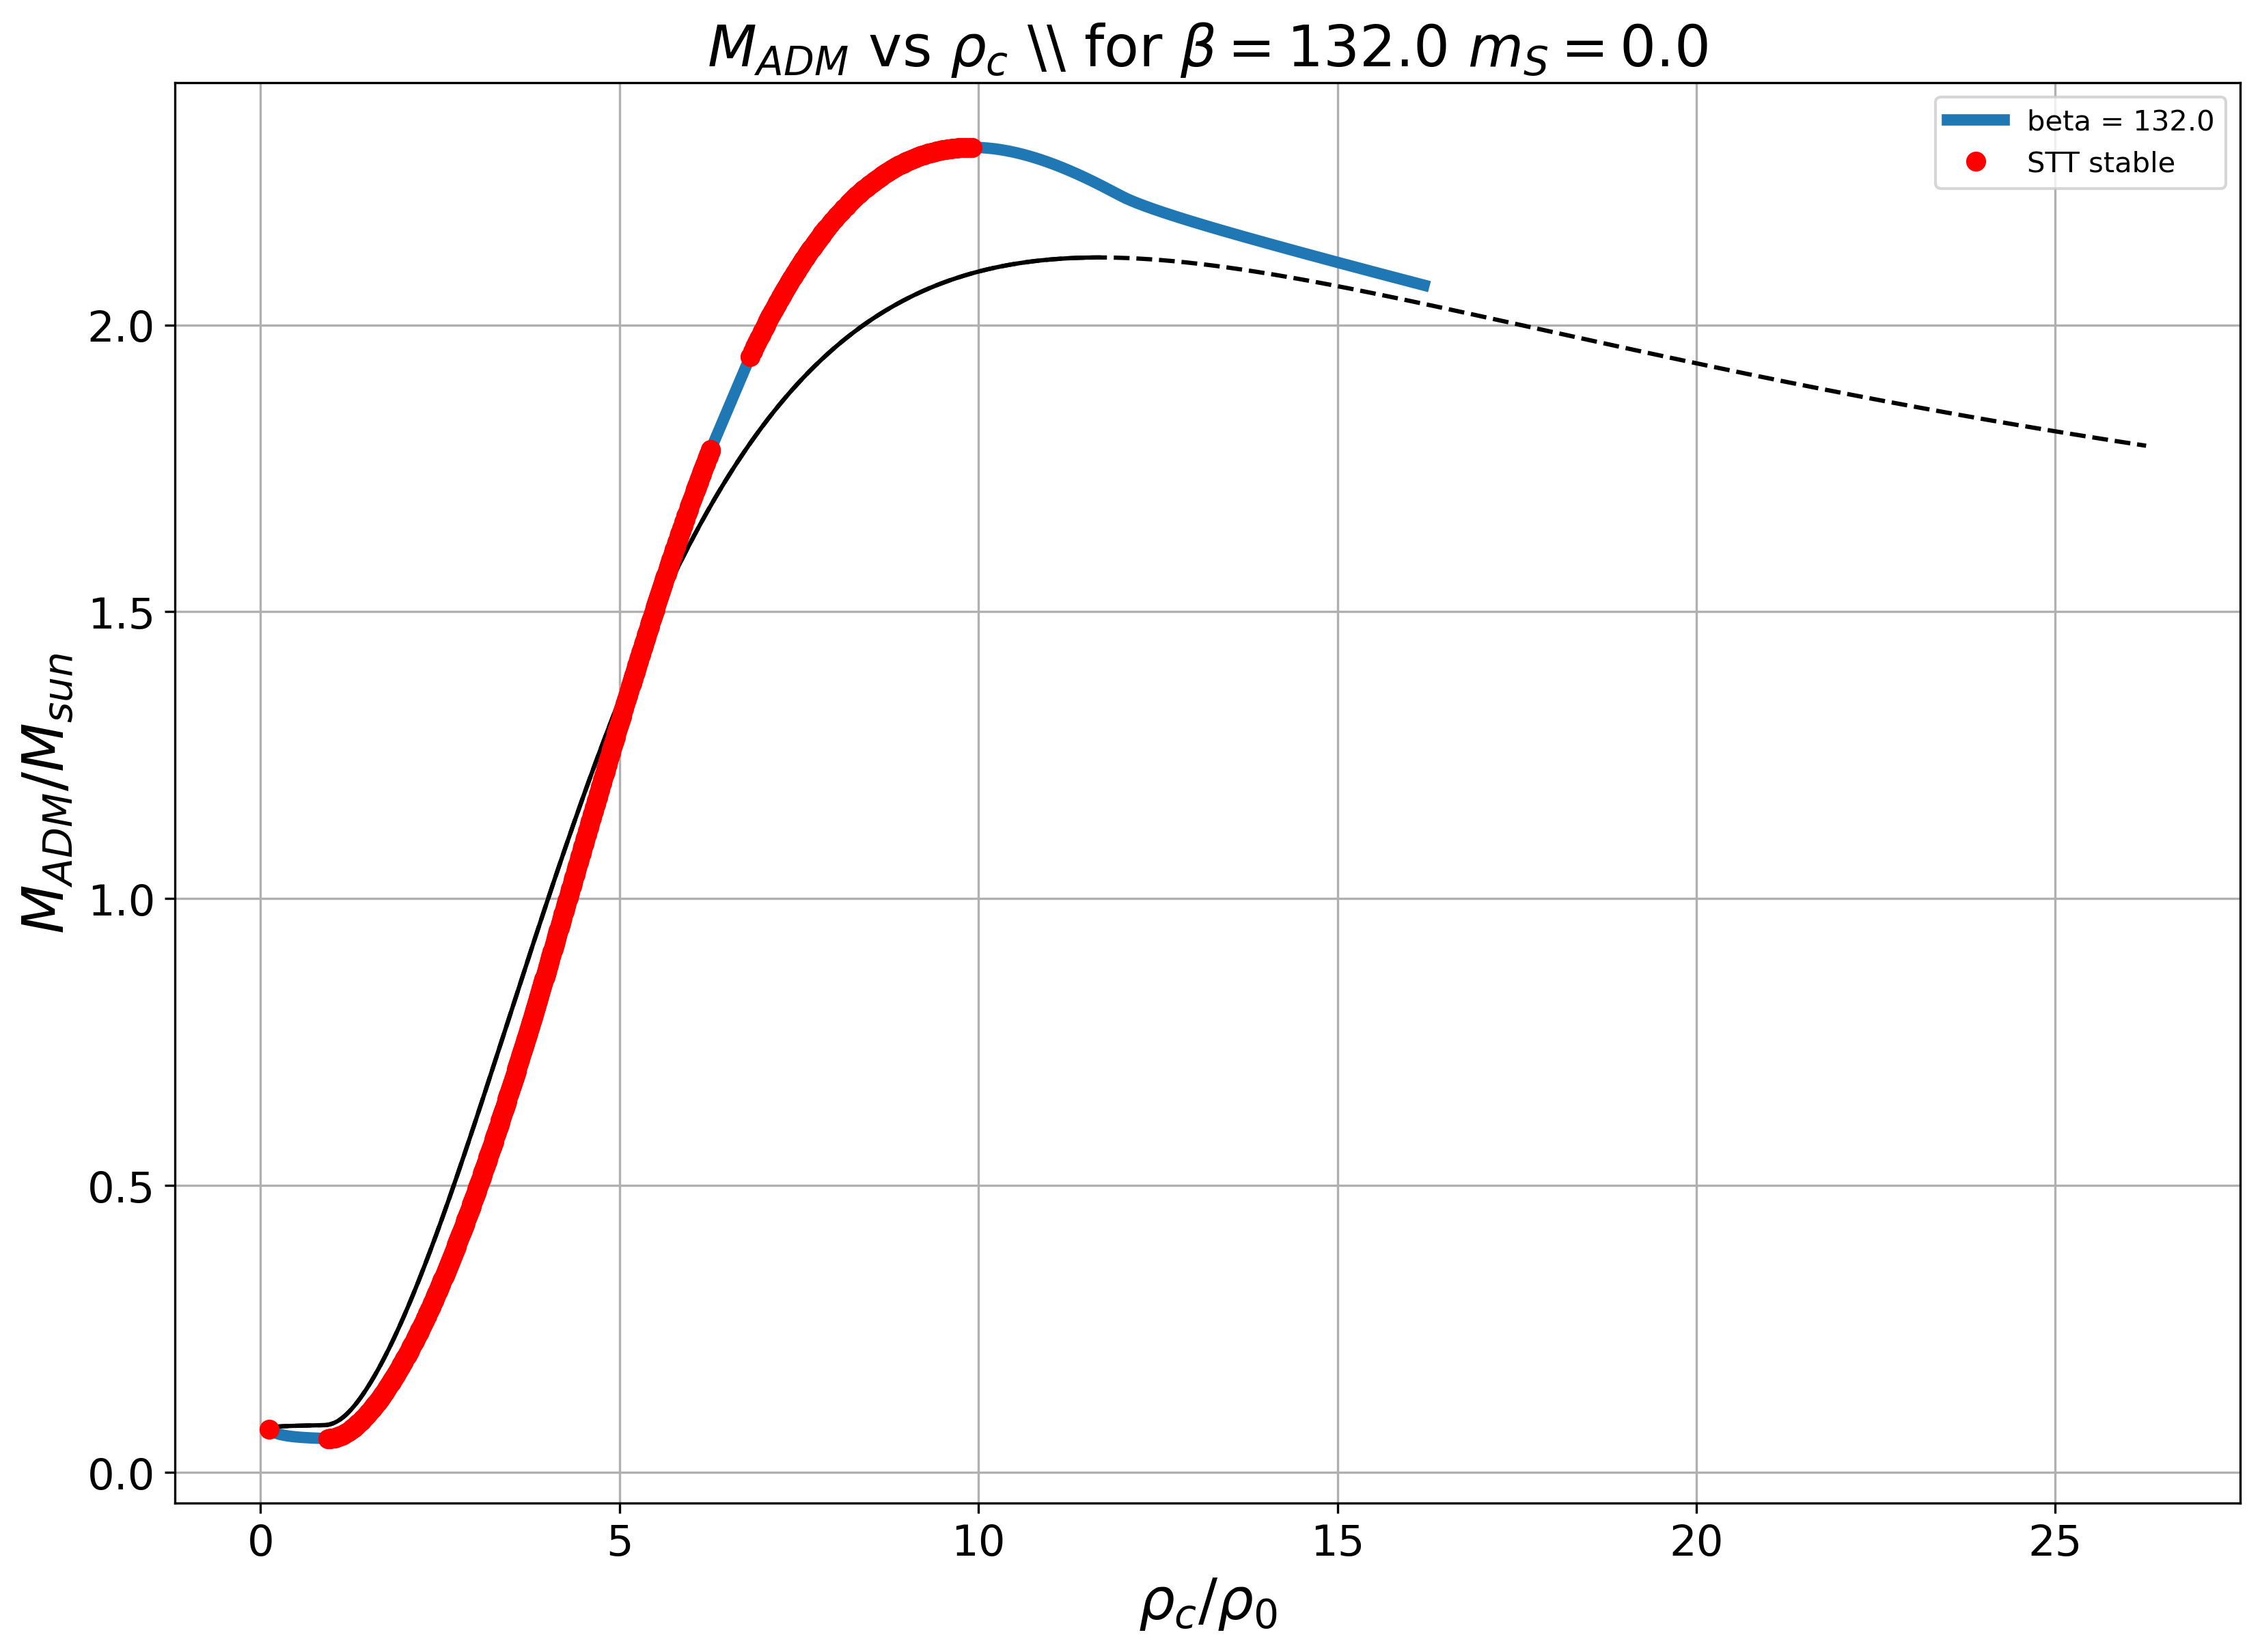 M_ADM vs ρ_c \\ for β = 132.0 m_S = 0.0
beta = 132.0
STT stable
M_ADM/M_sun
2.0
1.5
1.0
0.5
0.0
0 5 10 15 20 25
ρ_c/ρ_0